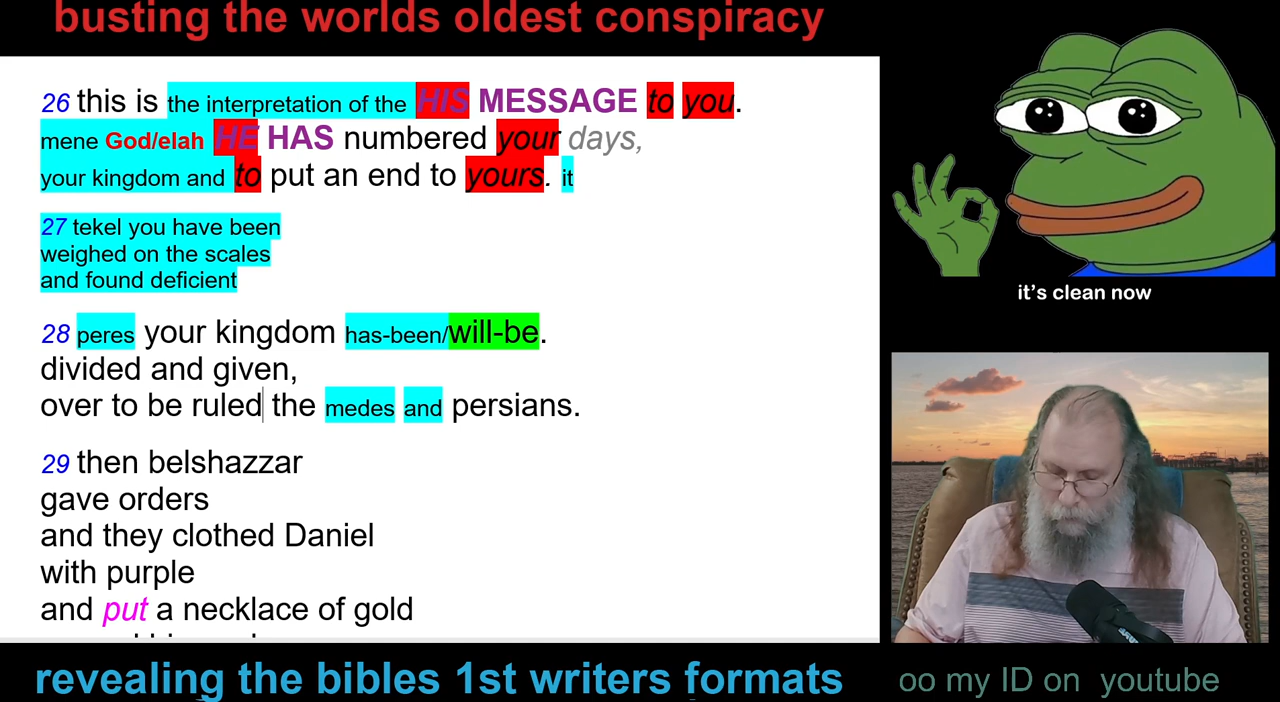 busting the worlds oldest conspiracy
26 this is the interpretation of the HIS MESSAGE to you.
mene God/elah HE HAS numbered your days,
your kingdom and to put an end to yours. it
27 tekel you have been
weighed on the scales
and found deficient
28 peres your kingdom has-been/will-be.
divided and given,
over to be ruled the medes and persians.
29 then belshazzar
gave orders
and they clothed Daniel
with purple
and put a necklace of gold
it's clean now
revealing the bibles 1st writers formats
oo my ID on youtube